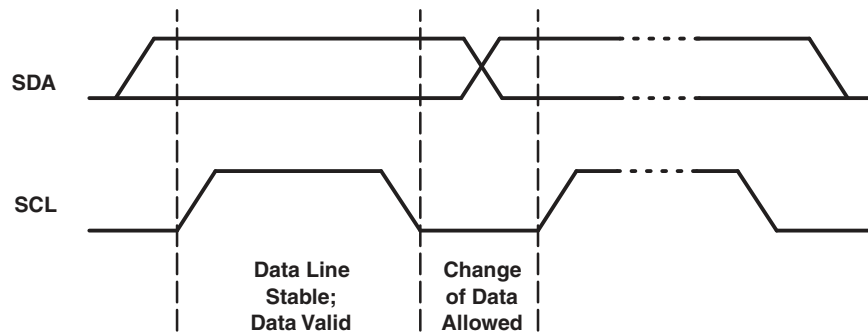 SDA
SCL
Data Line
Stable;
Data Valid
Change
of Data
Allowed